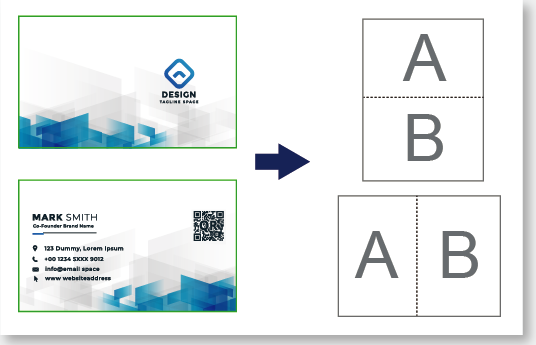 DESIGN
TAGLINE SPACE
MARK SMITH
Co-Founder Brand Name
QR
123 Dummy, Lorem Ipsum
+00 1234 5XXX 9012
info@email space
www websiteaddress
A
B
A B